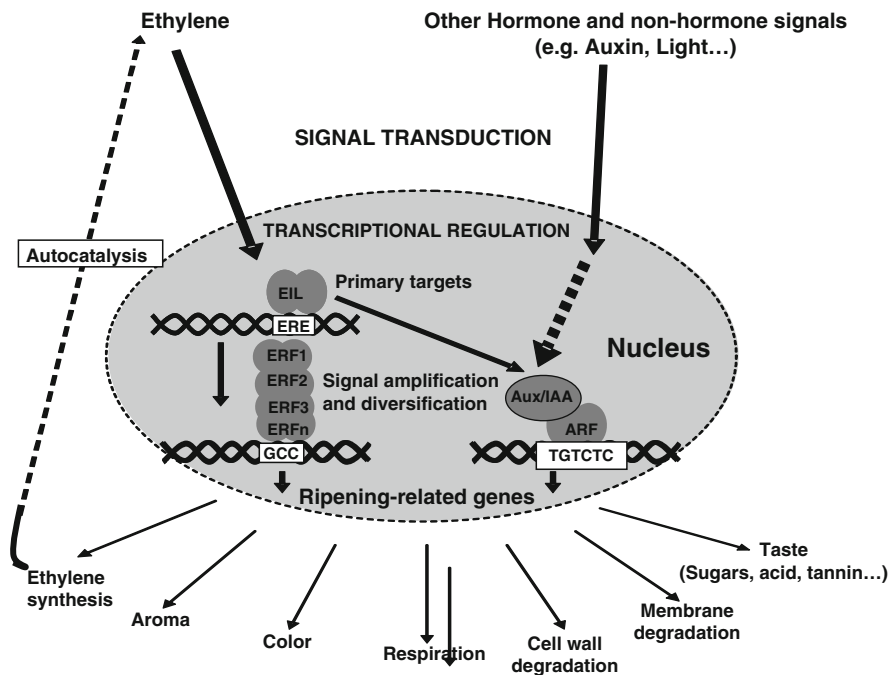 Ethylene
Other Hormone and non-hormone signals
(e.g. Auxin, Light…)
SIGNAL TRANSDUCTION
TRANSCRIPTIONAL REGULATION
Autocatalysis
EIL
Primary targets
ERE
Nucleus
ERF1
ERF2
ERF3
ERFn
Signal amplification
and diversification
Aux/IAA
ARF
GCC
TGTCTC
Ripening-related genes
Ethylene
synthesis
Aroma
Color
Respiration
Cell wall
degradation
Membrane
degradation
Taste
(Sugars, acid, tannin…)